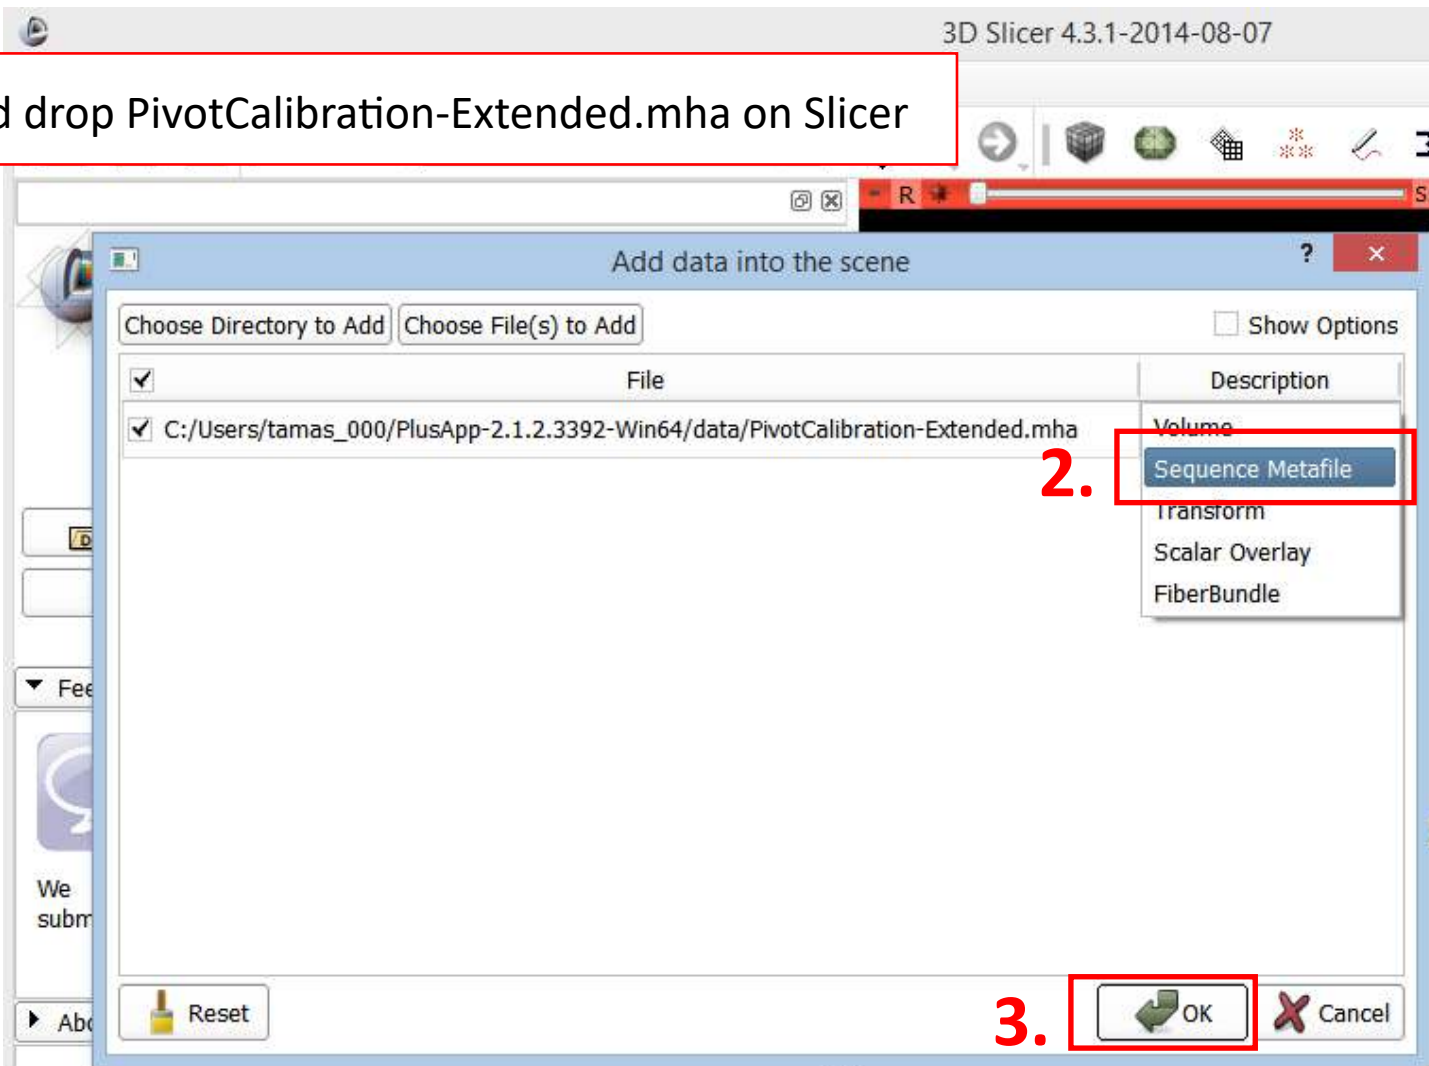 3D Slicer 4.3.1-2014-08-07
drop PivotCalibration-Extended.mha on Slicer
R
S
Add data into the scene
?
Choose Directory to Add
Choose File(s) to Add
Show Options
File
Description
C:/Users/tamas_000/PlusApp-2.1.2.3392-Win64/data/PivotCalibration-Extended.mha
Volume
2.
Sequence Metafile
Transform
Scalar Overlay
FiberBundle
Fee
We
subm
Abo
Reset
3.
OK
Cancel